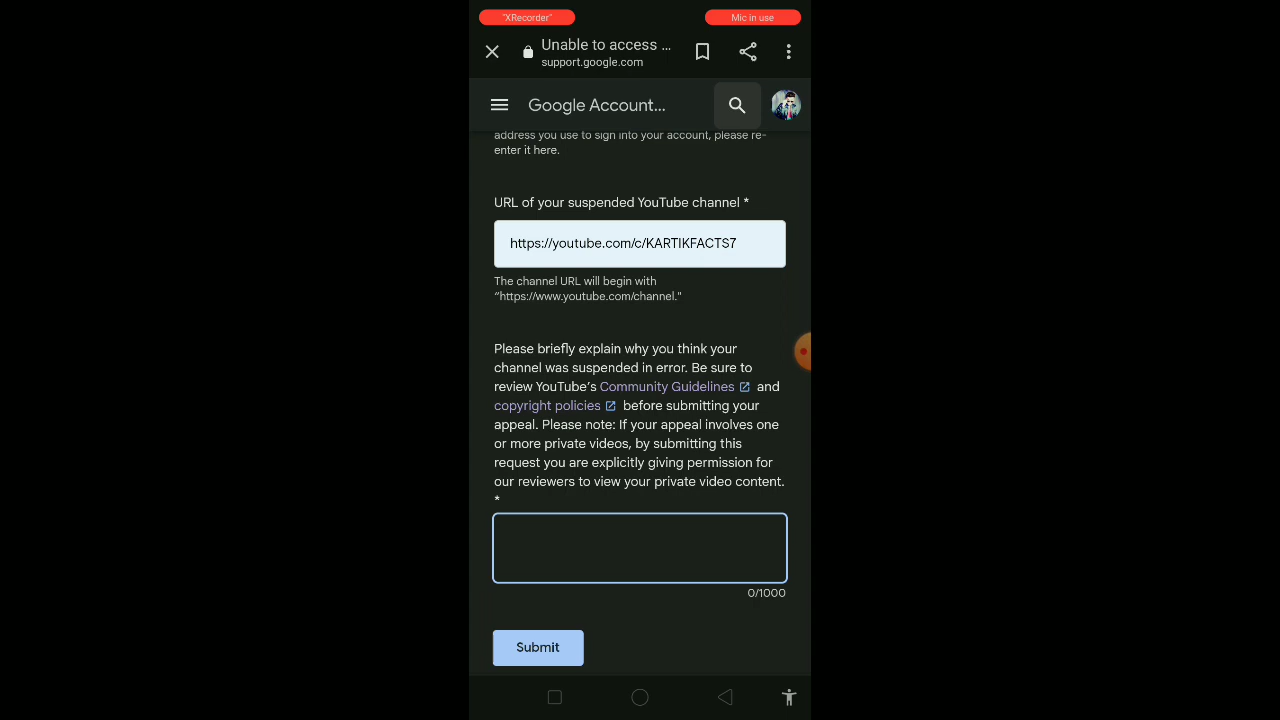 "XRecorder"
Mic in use
Unable to access ...
support.google.com
Google Account...
address you use to sign into your account, please re-
enter it here.
URL of your suspended YouTube channel *
https://youtube.com/c/KARTIKFACTS7
The channel URL will begin with
“https://www.youtube.com/channel."
Please briefly explain why you think your
channel was suspended in error. Be sure to
review YouTube’s Community Guidelines and
copyright policies before submitting your
appeal. Please note: If your appeal involves one
or more private videos, by submitting this
request you are explicitly giving permission for
our reviewers to view your private video content.
*
0/1000
Submit